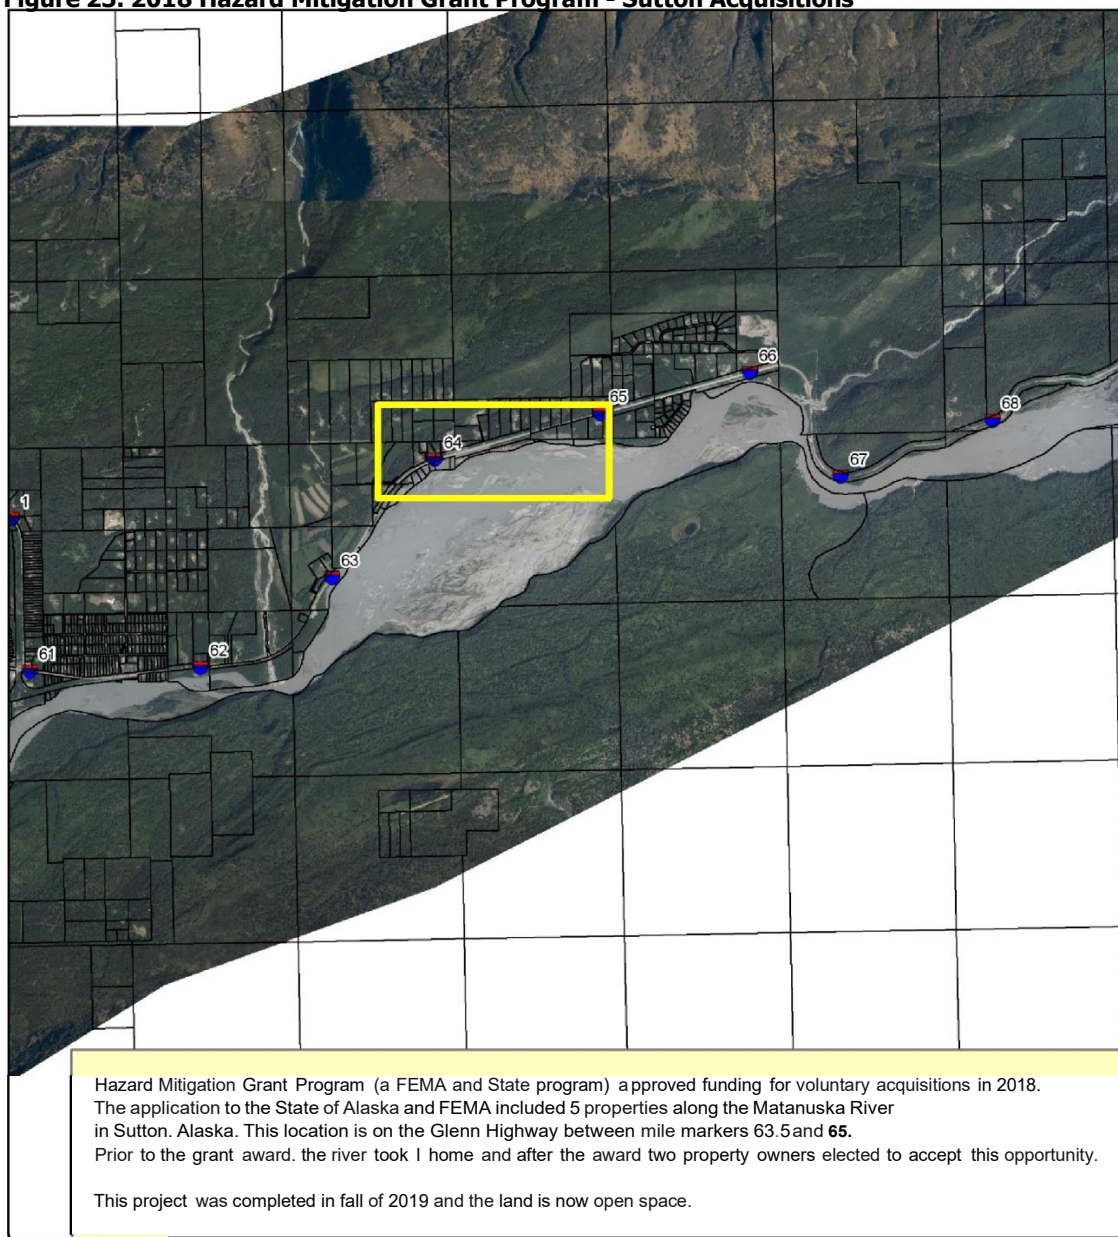 Figure 25. 2018 Hazard Mitigation Grant Program - Sutton Acquisitions
66
65
68
64
67
1
63
62
61
Hazard Mitigation Grant Program (a FEMA and State program) approved funding for voluntary acquisitions in 2018.
The application to the State of Alaska and FEMA included 5 properties along the Matanuska River
in Sutton. Alaska. This location is on the Glenn Highway between mile markers 63.5 and 65.
Prior to the grant award. the river took l home and after the award two property owners elected to accept this opportunity.
This project was completed in fall of 2019 and the land is now open space.